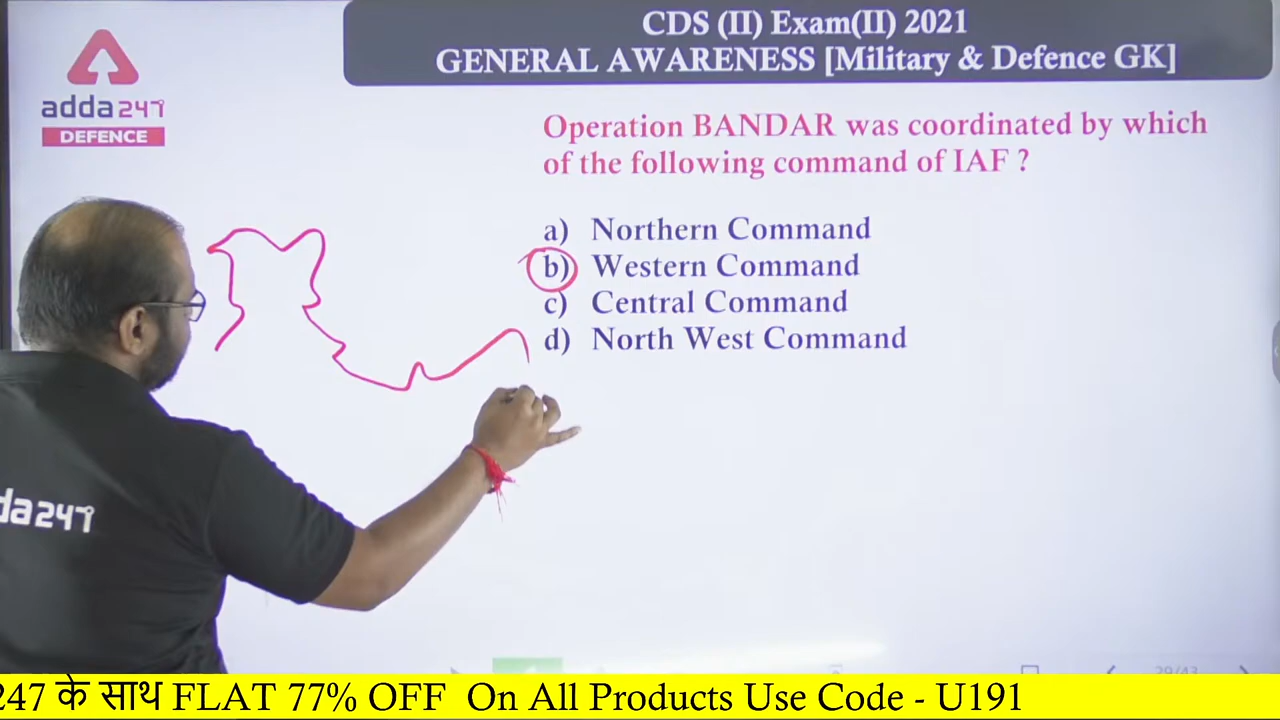 CDS (II) Exam(II) 2021
GENERAL AWARENESS [Military & Defence GK]
adda247
DEFENCE
Operation BANDAR was coordinated by which
of the following command of IAF ?
a) Northern Command
b) Western Command
c) Central Command
d) North West Command
da247
29/43
247 के साथ FLAT 77% OFF On All Products Use Code - U191